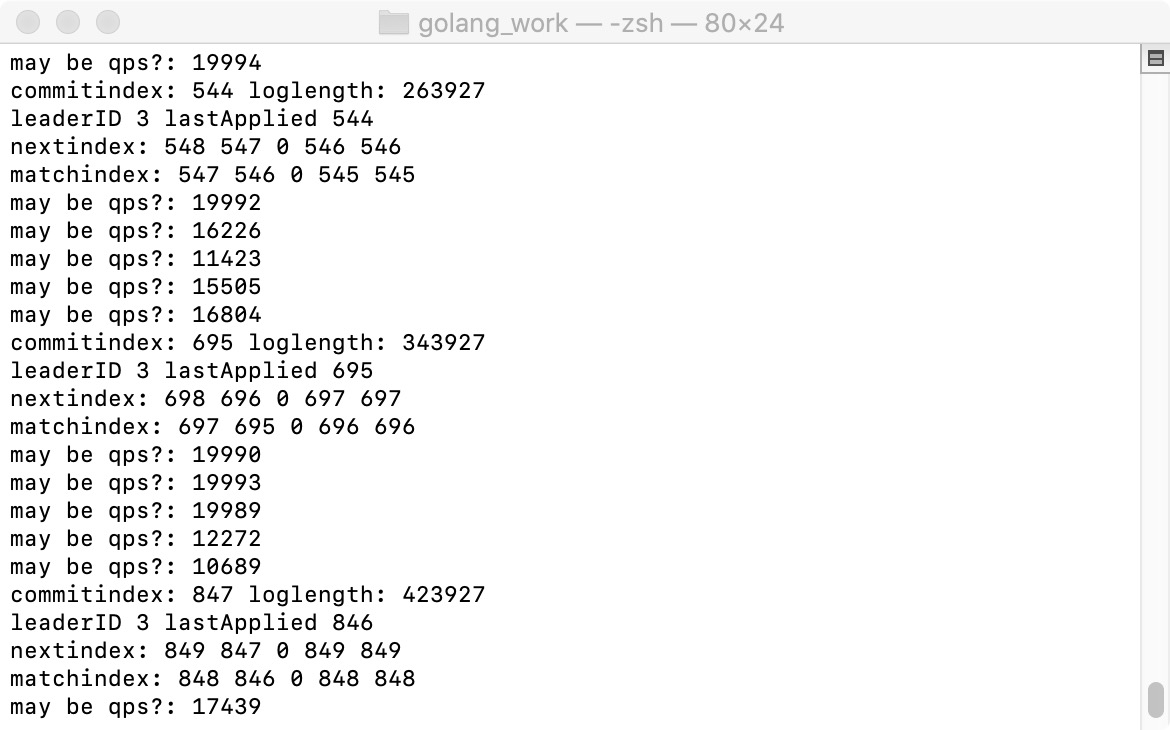 golang_work — -zsh — 80×24
may be qps?: 19994
commitindex: 544 loglength: 263927
leaderID 3 lastApplied 544
nextindex: 548 547 0 546 546
matchindex: 547 546 0 545 545
may be qps?: 19992
may be qps?: 16226
may be qps?: 11423
may be qps?: 15505
may be qps?: 16804
commitindex: 695 loglength: 343927
leaderID 3 lastApplied 695
nextindex: 698 696 0 697 697
matchindex: 697 695 0 696 696
may be qps?: 19990
may be qps?: 19993
may be qps?: 19989
may be qps?: 12272
may be qps?: 10689
commitindex: 847 loglength: 423927
leaderID 3 lastApplied 846
nextindex: 849 847 0 849 849
matchindex: 848 846 0 848 848
may be qps?: 17439